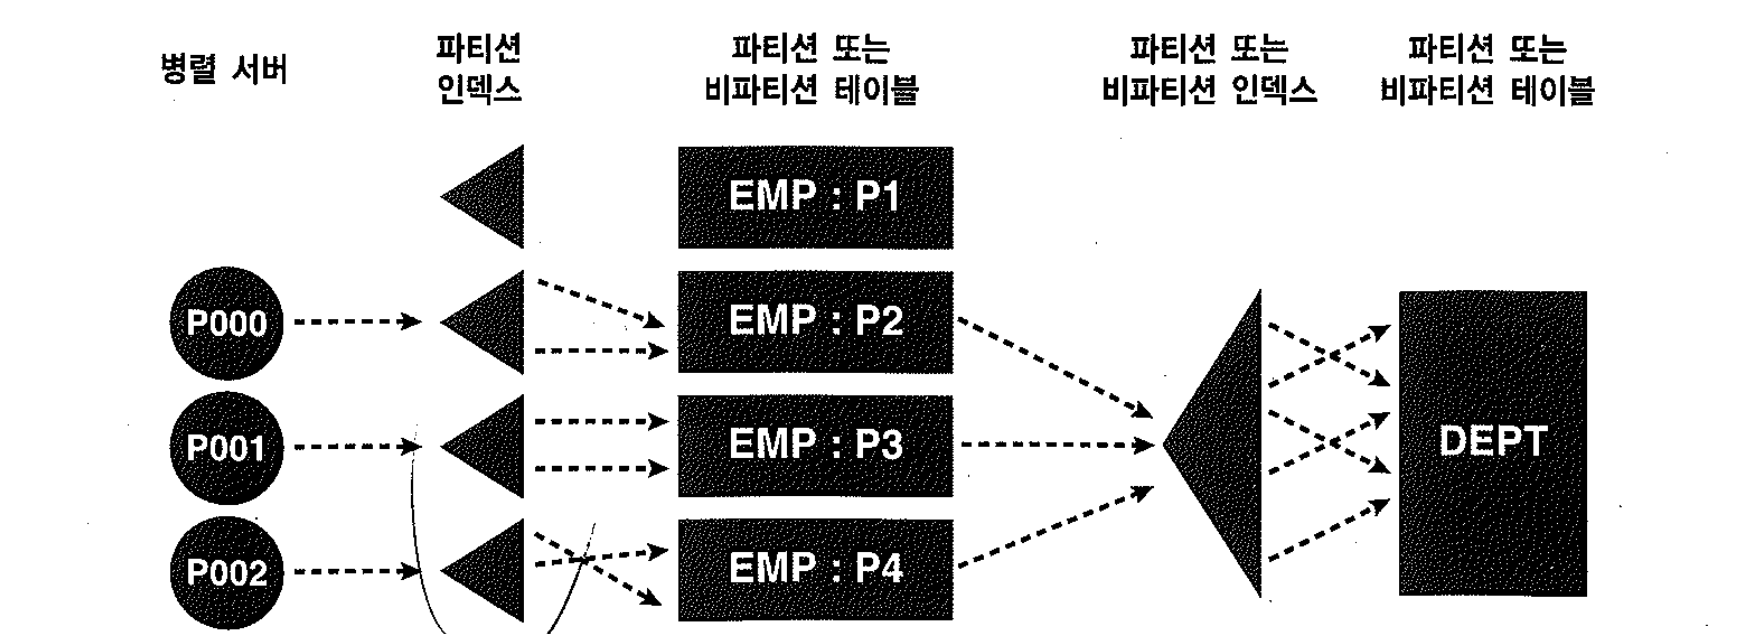 병렬 서버
파티션
인덱스
파티션 또는
비파티션 테이블
파티션 또는
비파티션 인덱스
파티션 또는
비파티션 테이블
EMP : P1
P000
EMP : P2
P001
EMP : P3
DEPT
P002
EMP : P4